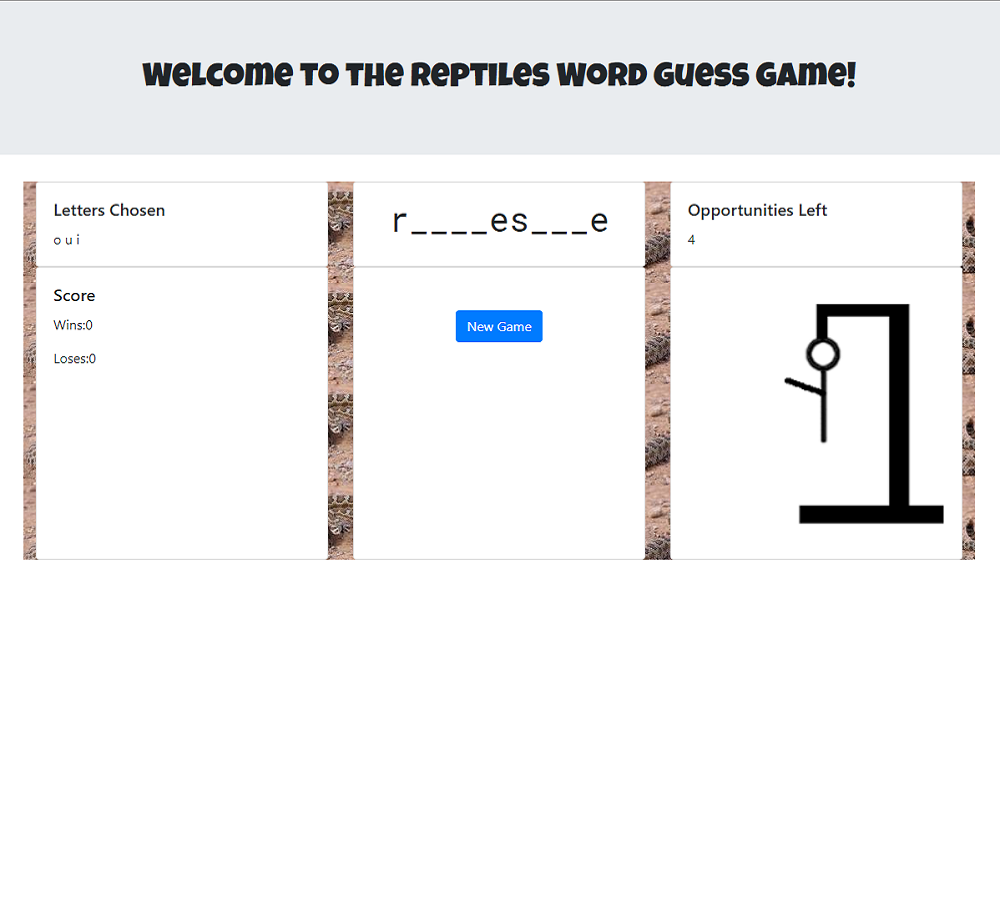 Welcome to the Reptiles Word Guess Game!
Letters Chosen
o u i
r____es___e
Opportunities Left
4
Score
Wins:0
Loses:0
New Game